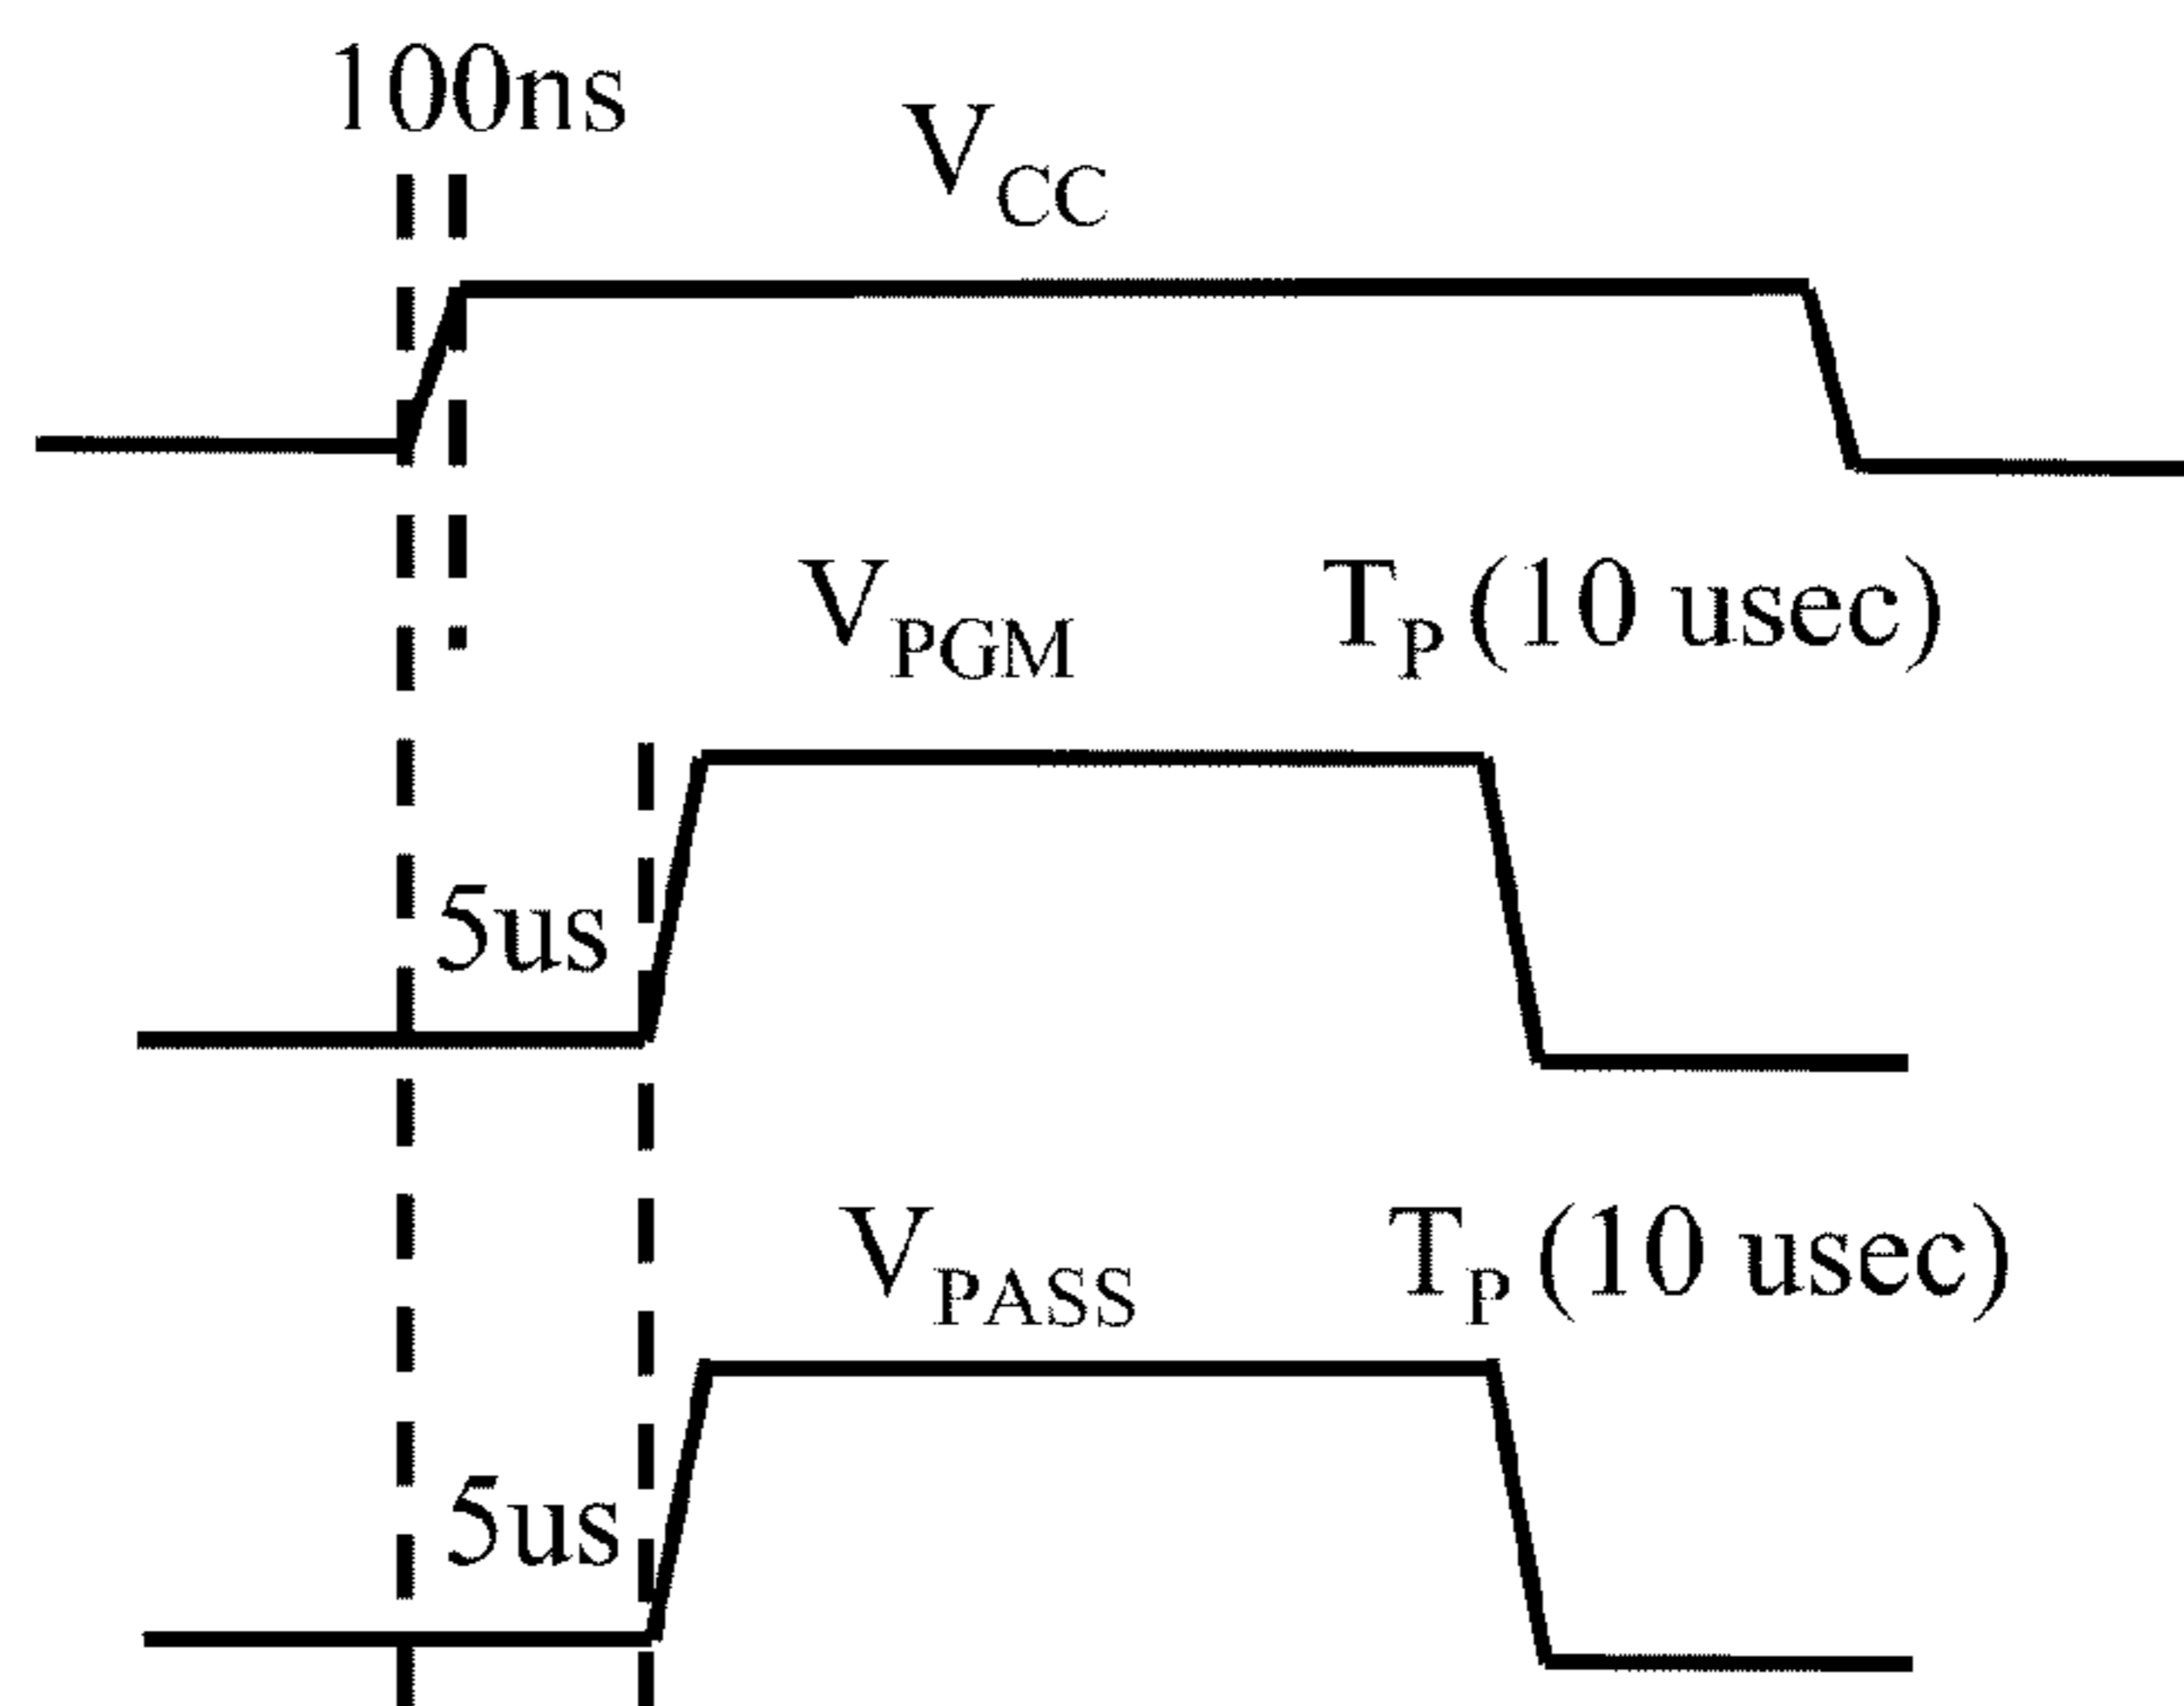 100ns
VCC
VPGM TP (10 usec)
5us
VPASS TP (10 usec)
5us